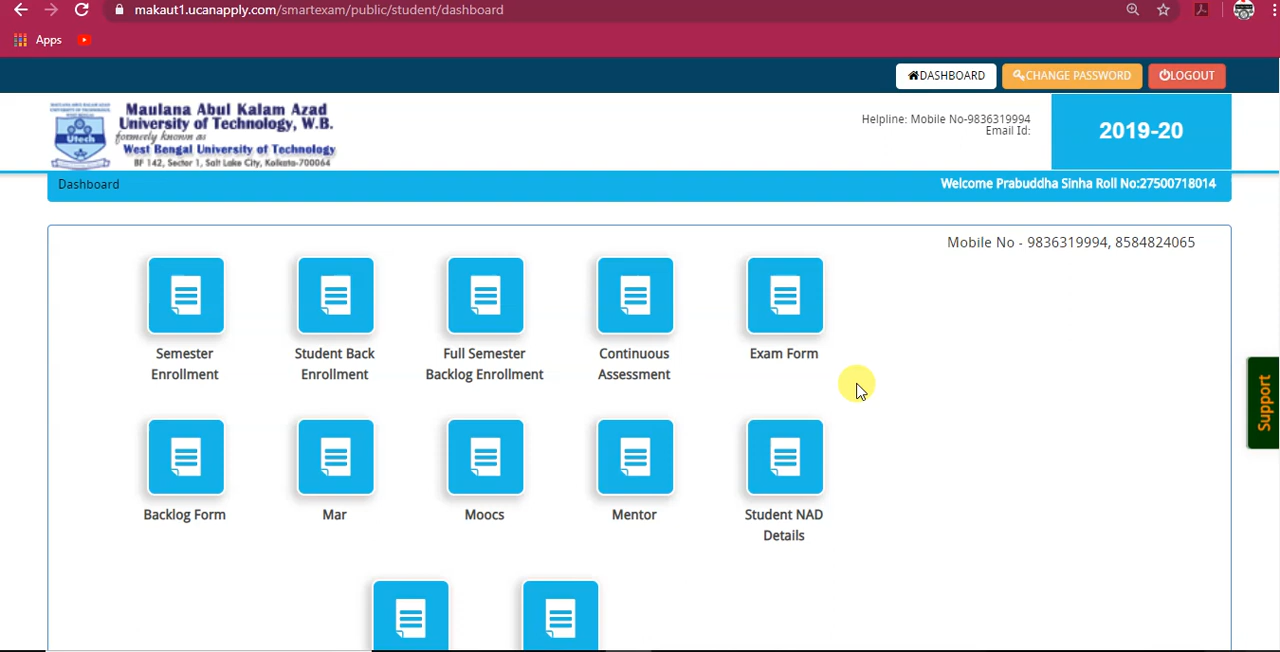 makaut1.ucanapply.com/smartexam/public/student/dashboard
Apps
DASHBOARD
CHANGE PASSWORD
LOGOUT
Maulana Abul Kalam Azad
University of Technology, W.B.
formerly known as
West Bengal University of Technology
BF 142, Sector 1, Salt Lake City, Kolkata-700064
Utech
Helpline: Mobile No-9836319994
Email Id:
2019-20
Dashboard
Welcome Prabuddha Sinha Roll No:27500718014
Mobile No - 9836319994, 8584824065
Semester
Enrollment
Student Back
Enrollment
Full Semester
Backlog Enrollment
Continuous
Assessment
Exam Form
Support
Backlog Form
Mar
Moocs
Mentor
Student NAD
Details